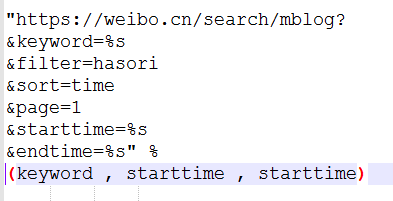 "https://weibo.cn/search/mblog?
&keyword=%s
&filter=hasori
&sort=time
&page=1
&starttime=%s
&endtime=%s" %
(keyword , starttime , starttime)